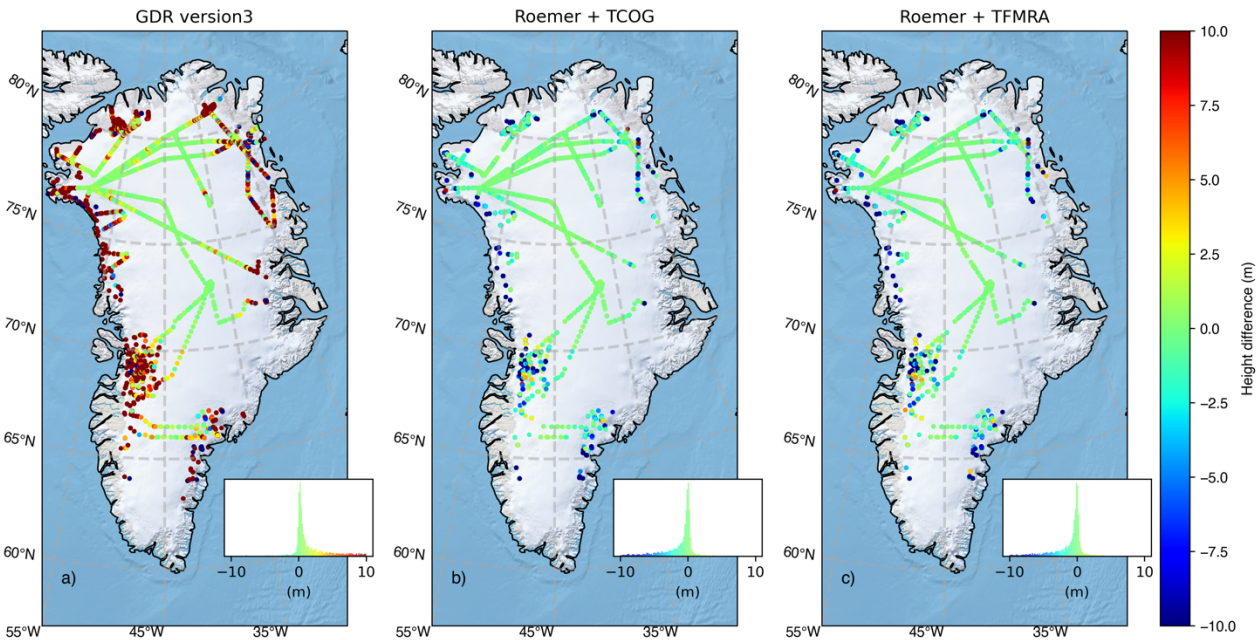 GDR version3
Roemer + TCOG
Roemer + TFMRA
80°N
75°N
70°N
65°N
60°N
55°W
45°W
35°W
a)
−10
0
10
(m)
80°N
75°N
70°N
65°N
60°N
55°W
45°W
35°W
b)
−10
0
10
(m)
80°N
75°N
70°N
65°N
60°N
55°W
45°W
35°W
c)
−10
0
10
(m)
10.0
7.5
5.0
2.5
0.0
−2.5
−5.0
−7.5
−10.0
Height difference (m)